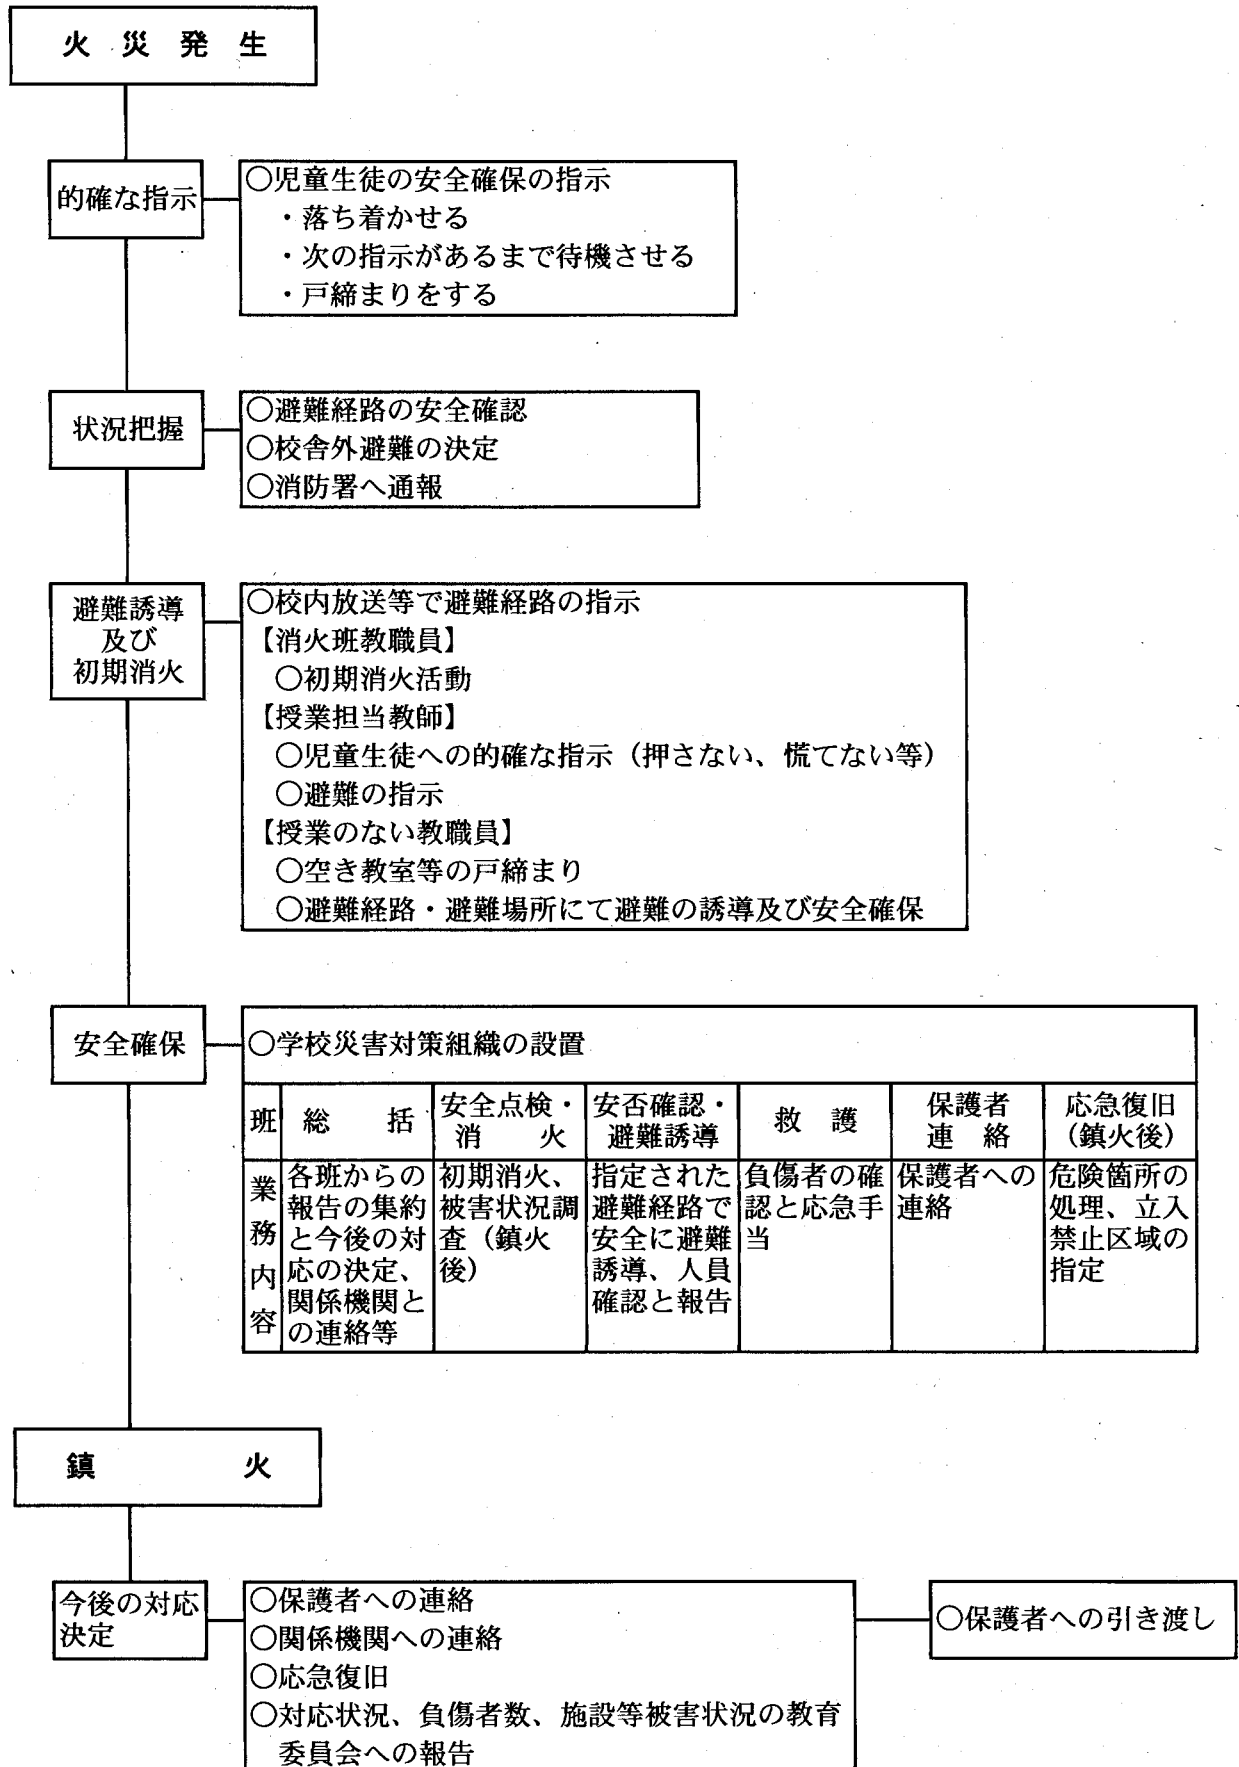 火災発生
的確な指示
○児童生徒の安全確保の指示
・落ち着かせる
・次の指示があるまで待機させる
・戸締まりをする
状況把握
○避難経路の安全確認
○校舎外避難の決定
○消防署へ通報
避難誘導
及び
初期消火
○校内放送等で避難経路の指示
【消火班教職員】
○初期消火活動
【授業担当教師】
○児童生徒への的確な指示（押さない、慌てない等）
○避難の指示
【授業のない教職員】
○空き教室等の戸締まり
○避難経路・避難場所にて避難の誘導及び安全確保
安全確保
○学校災害対策組織の設置
班
総括
安全点検・
消火
安否確認・
避難誘導
救護
保護者
連絡
応急復旧
（鎮火後）
業
務
内
容
各班からの
報告の集約
と今後の対
応の決定、
関係機関と
の連絡等
初期消火、
被害状況調
査（鎮火
後）
指定された
避難経路で
安全に避難
誘導、人員
確認と報告
負傷者の確
認と応急手
当
保護者への
連絡
危険箇所の
処理、立入
禁止区域の
指定
鎮火
今後の対応
決定
○保護者への連絡
○関係機関への連絡
○応急復旧
○対応状況、負傷者数、施設等被害状況の教育
委員会への報告
○保護者への引き渡し